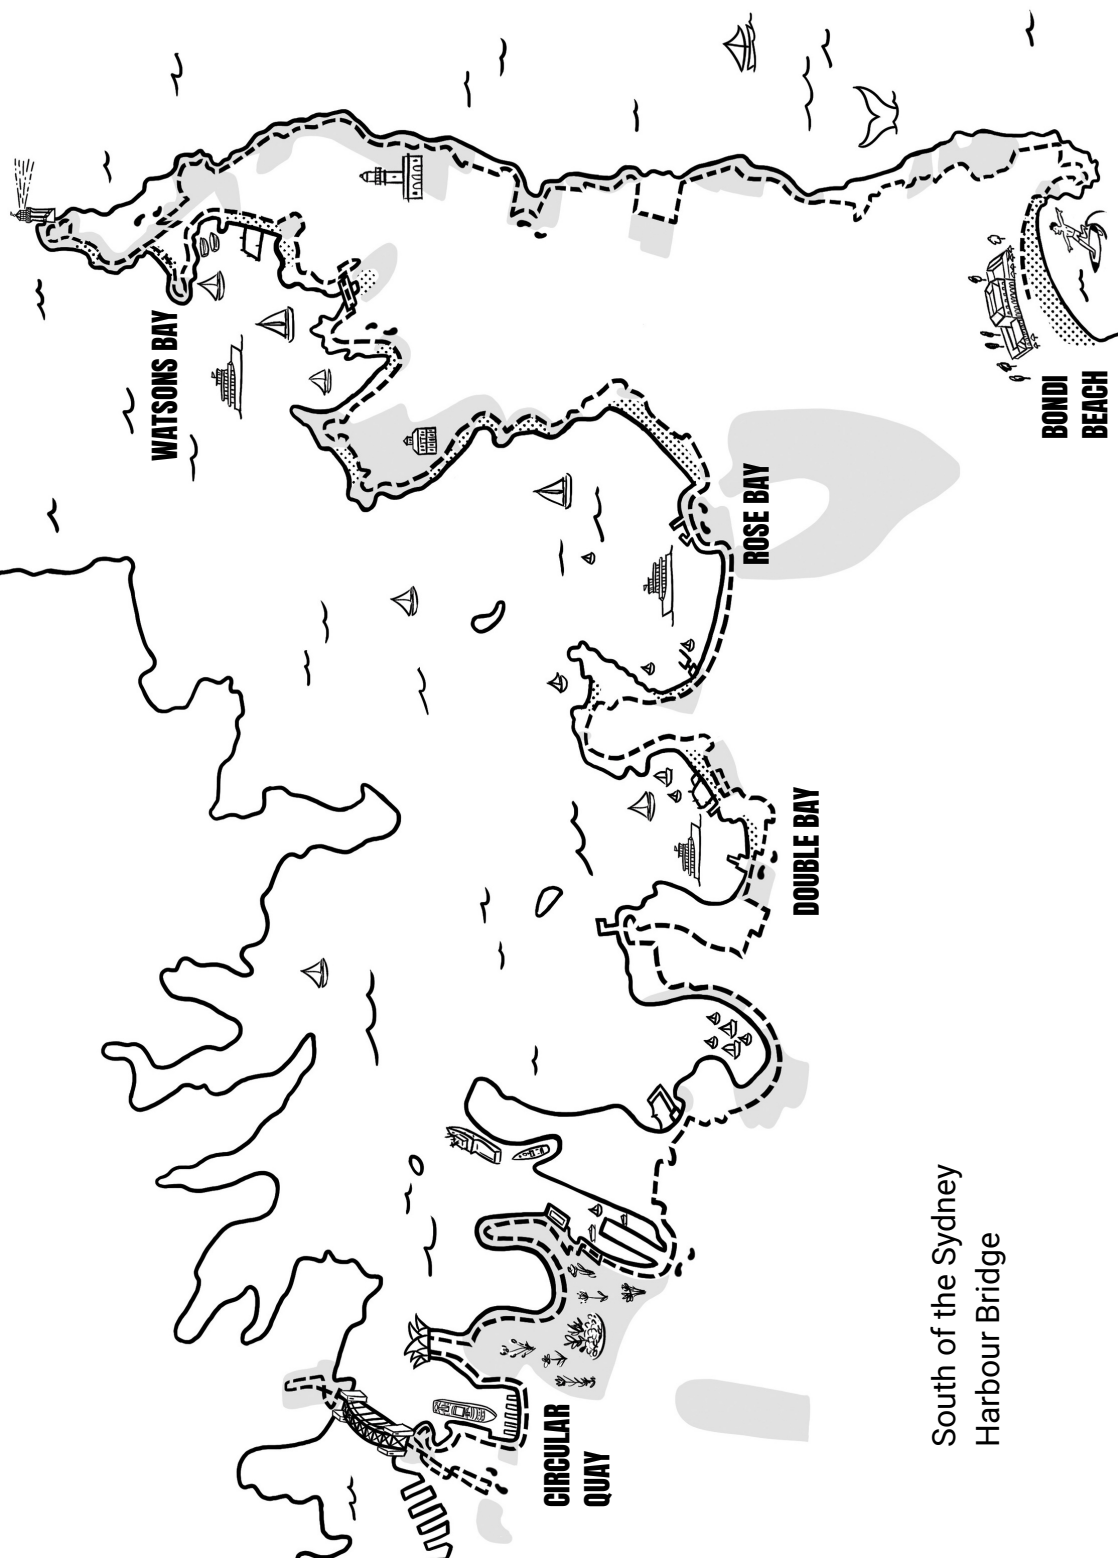 CIRCULAR
QUAY
DOUBLE BAY
ROSE BAY
WATSONS BAY
BONDI
BEACH
South of the Sydney
Harbour Bridge